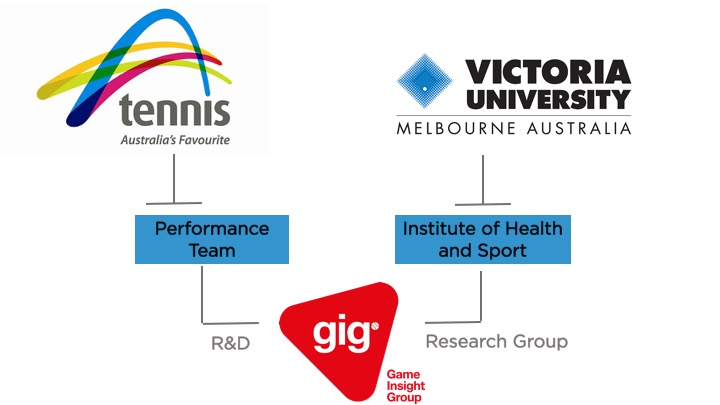 tennis
Australia's Favourite
VICTORIA
UNIVERSITY
MELBOURNE AUSTRALIA
Performance
Team
Institute of Health
and Sport
R&D
gig
Research Group
Game
Insight
Group